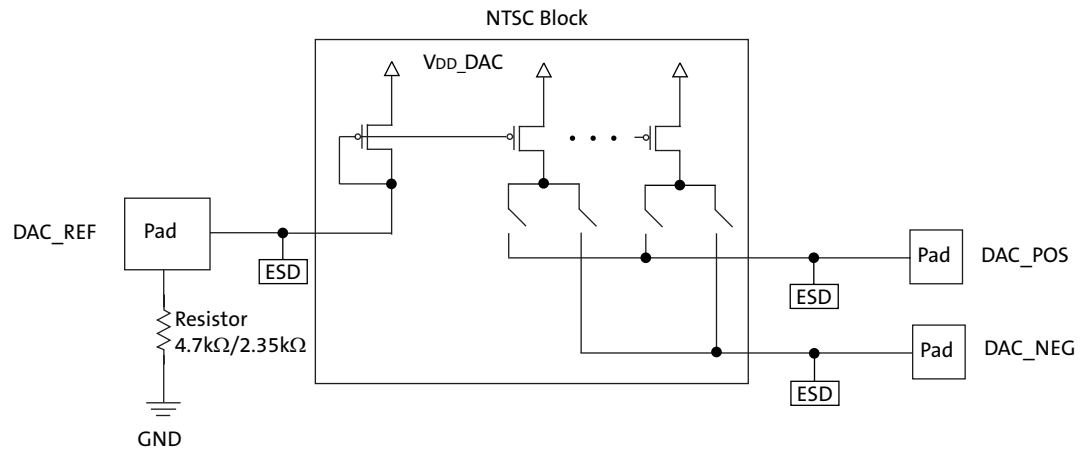 NTSC Block
VDD_DAC
DAC_REF
Pad
ESD
Resistor
4.7kΩ/2.35kΩ
GND
Pad
DAC_POS
ESD
Pad
DAC_NEG
ESD